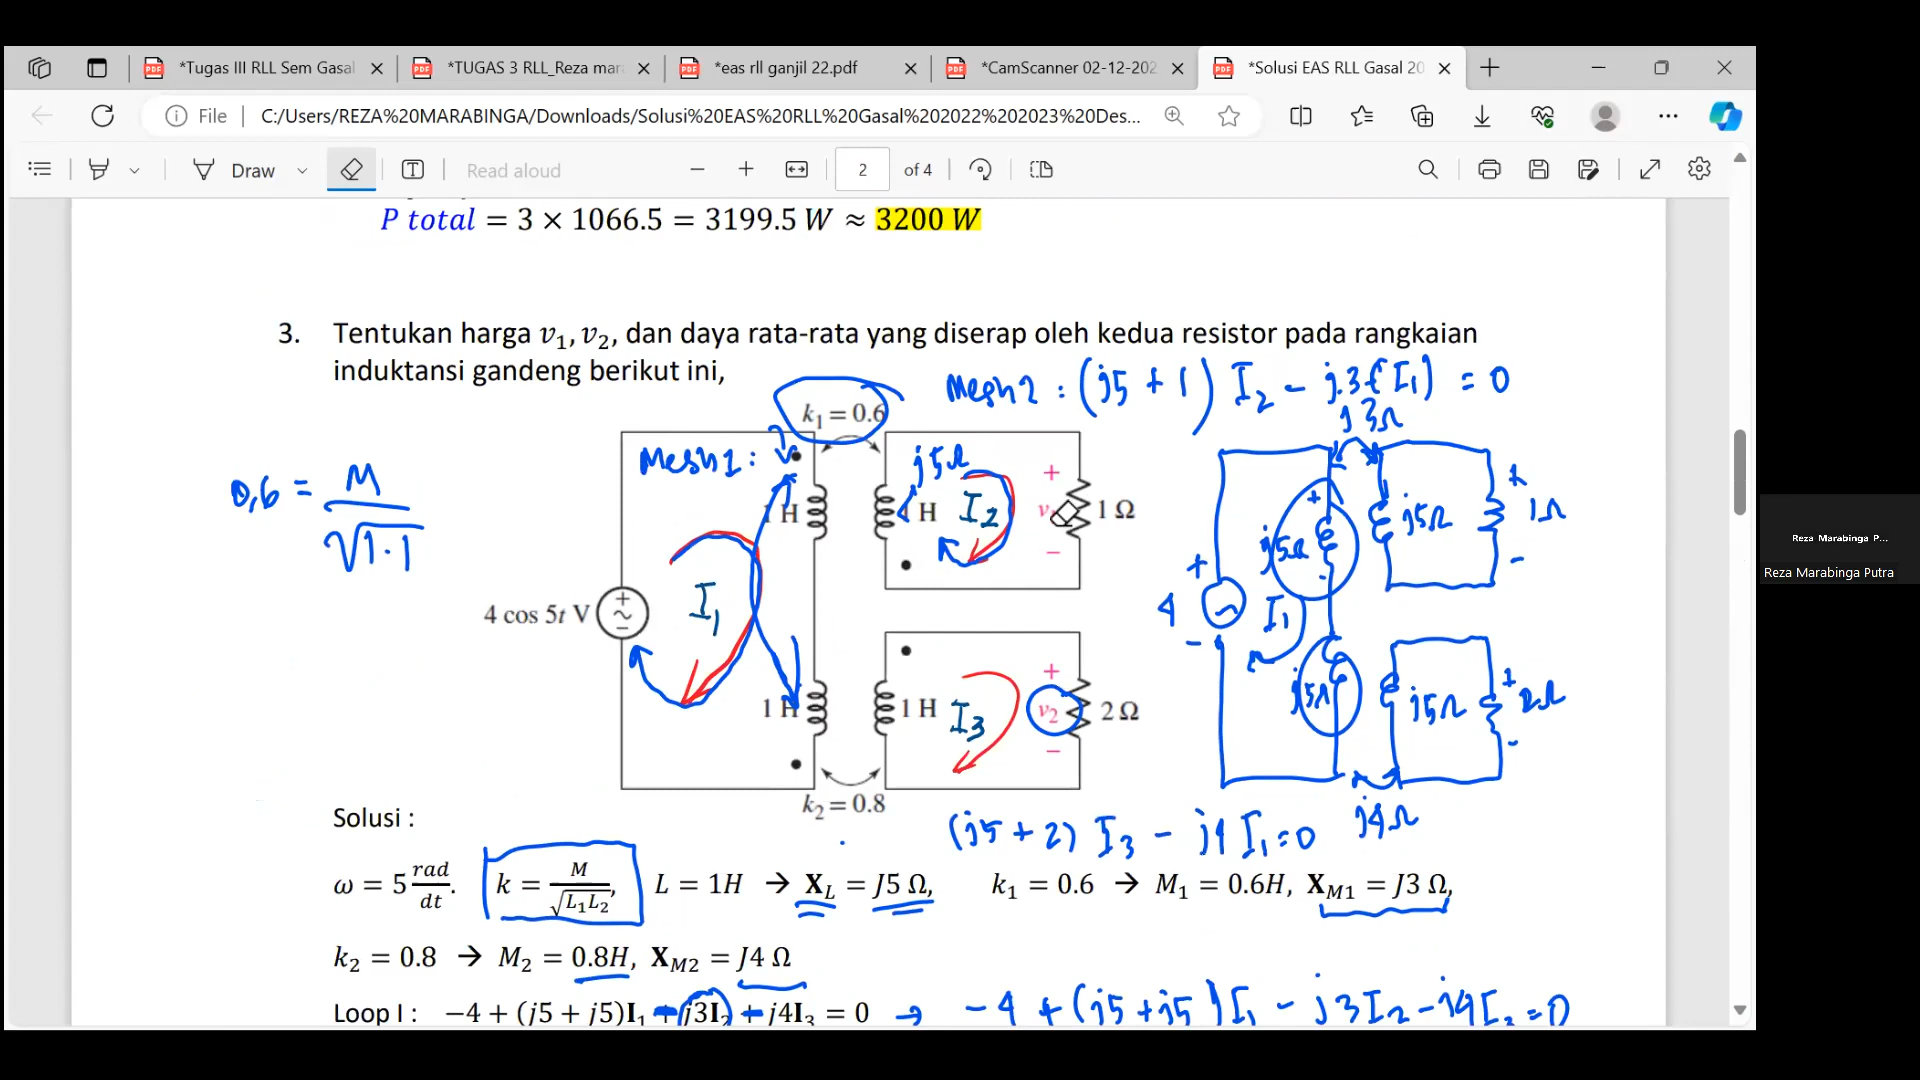 *Tugas III RLL Sem Gasal
*TUGAS 3 RLL_Reza mar
*eas rll ganjil 22.pdf
*CamScanner 02-12-202
*Solusi EAS RLL Gasal 20
File
C:/Users/REZA%20MARABINGA/Downloads/Solusi%20EAS%20RLL%20Gasal%202022%202023%20Des...
Draw
Read aloud
2 of 4
P total = 3 × 1066.5 = 3199.5 W ≈ 3200 W
3. Tentukan harga v₁, v₂, dan daya rata-rata yang diserap oleh kedua resistor pada rangkaian
induktansi gandeng berikut ini,
Mesh 2 : (j5 + 1) I₂ - j3 (I₁) = 0
k₁ = 0.6
j3Ω
Mesh 1 :
j5Ω
0,6 = M / √1·1
1 H
H
I₂
1 Ω
j5Ω
j5Ω
1Ω
4 cos 5t V
I₁
4
I₁
1 H
1 H
I₃
v₂
2 Ω
j5Ω
j5Ω
2Ω
k₂ = 0.8
j4Ω
Solusi :
(j5 + 2) I₃ - j4 I₁ = 0
ω = 5 rad/dt. k = M/√L₁L₂, L = 1H → X_L = J5 Ω, k₁ = 0.6 → M₁ = 0.6H, X_M1 = J3 Ω,
k₂ = 0.8 → M₂ = 0.8H, X_M2 = J4 Ω
Loop I : −4 + (j5 + j5)I₁ - j3I₂ - j4I₃ = 0 → -4 + (j5+j5) I₁ - j3I₂ - j4I₃ = 0
Reza Marabinga P...
Reza Marabinga Putra